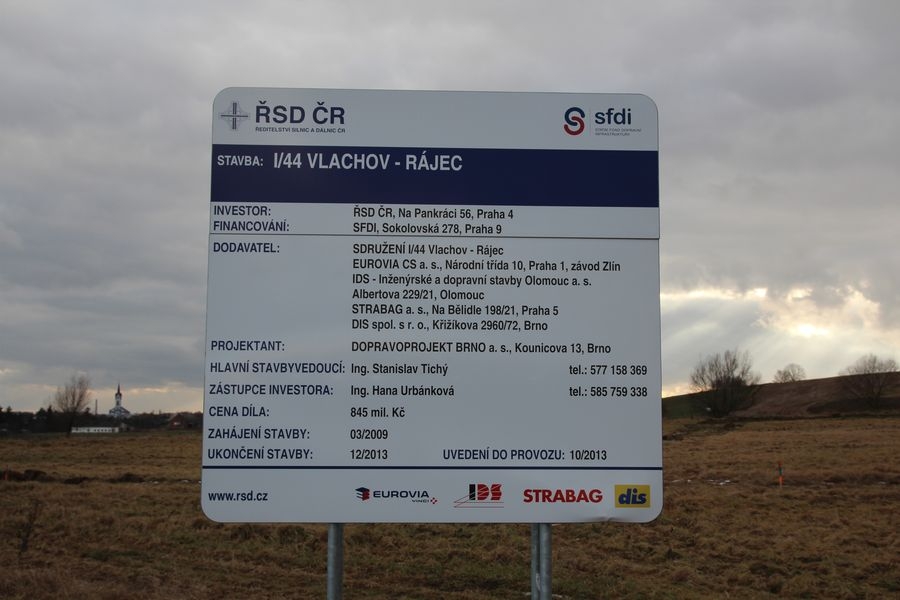 ŘSD ČR
ŘEDITELSTVÍ SILNIC A DÁLNIC ČR
sfdi
STÁTNÍ FOND DOPRAVNÍ
INFRASTRUKTURY
STAVBA: I/44 VLACHOV - RÁJEC
INVESTOR: ŘSD ČR, Na Pankráci 56, Praha 4
FINANCOVÁNÍ: SFDI, Sokolovská 278, Praha 9
DODAVATEL: SDRUŽENÍ I/44 Vlachov - Rájec
EUROVIA CS a. s., Národní třída 10, Praha 1, závod Zlín
IDS - Inženýrské a dopravní stavby Olomouc a. s.
Albertova 229/21, Olomouc
STRABAG a. s., Na Bělidle 198/21, Praha 5
DIS spol. s r. o., Křižíkova 2960/72, Brno
PROJEKTANT: DOPRAVOPROJEKT BRNO a. s., Kounicova 13, Brno
HLAVNÍ STAVBYVEDOUCÍ: Ing. Stanislav Tichý tel.: 577 158 369
ZÁSTUPCE INVESTORA: Ing. Hana Urbánková tel.: 585 759 338
CENA DÍLA: 845 mil. Kč
ZAHÁJENÍ STAVBY: 03/2009
UKONČENÍ STAVBY: 12/2013 UVEDENÍ DO PROVOZU: 10/2013
www.rsd.cz EUROVIA VINCI IDS STRABAG dis